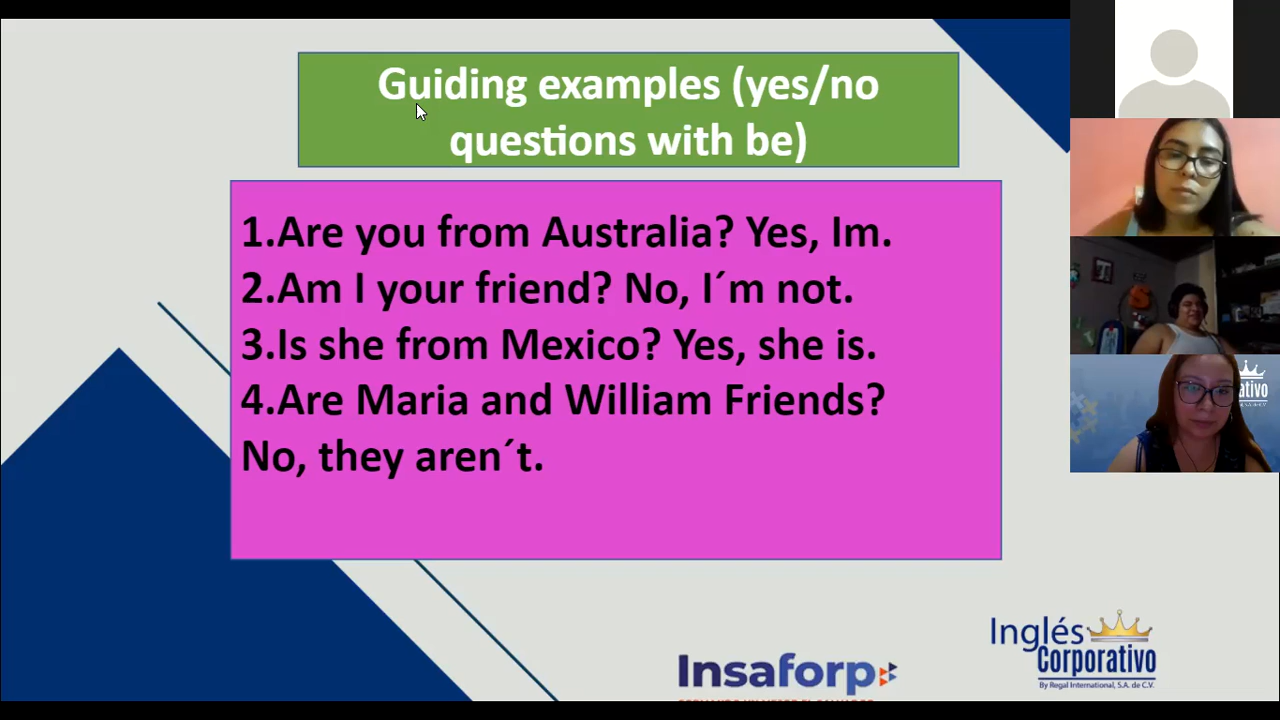 Guiding examples (yes/no
questions with be)
1.Are you from Australia? Yes, Im.
2.Am I your friend? No, I´m not.
3.Is she from Mexico? Yes, she is.
4.Are Maria and William Friends?
No, they aren´t.
Inglés
Corporativo
By Regal International, S.A. de C.V.
Insaforp